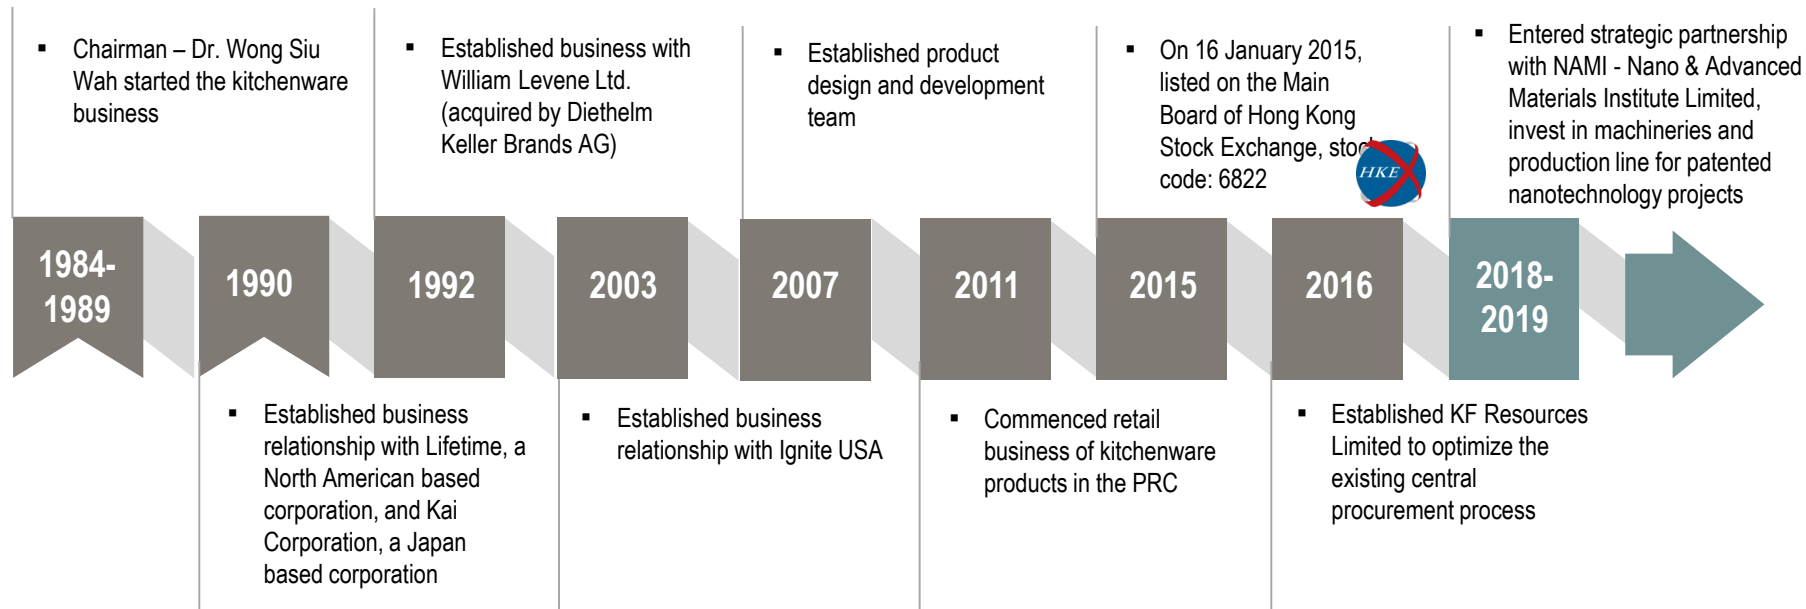 ▪ Chairman – Dr. Wong Siu
Wah started the kitchenware
business
▪ Established business with
William Levene Ltd.
(acquired by Diethelm
Keller Brands AG)
▪ Established product
design and development
team
▪ On 16 January 2015,
listed on the Main
Board of Hong Kong
Stock Exchange, stock
code: 6822
HKEX
▪ Entered strategic partnership
with NAMI - Nano & Advanced
Materials Institute Limited,
invest in machineries and
production line for patented
nanotechnology projects
1984-
1989
1990
1992
2003
2007
2011
2015
2016
2018-
2019
▪ Established business
relationship with Lifetime, a
North American based
corporation, and Kai
Corporation, a Japan
based corporation
▪ Established business
relationship with Ignite USA
▪ Commenced retail
business of kitchenware
products in the PRC
▪ Established KF Resources
Limited to optimize the
existing central
procurement process